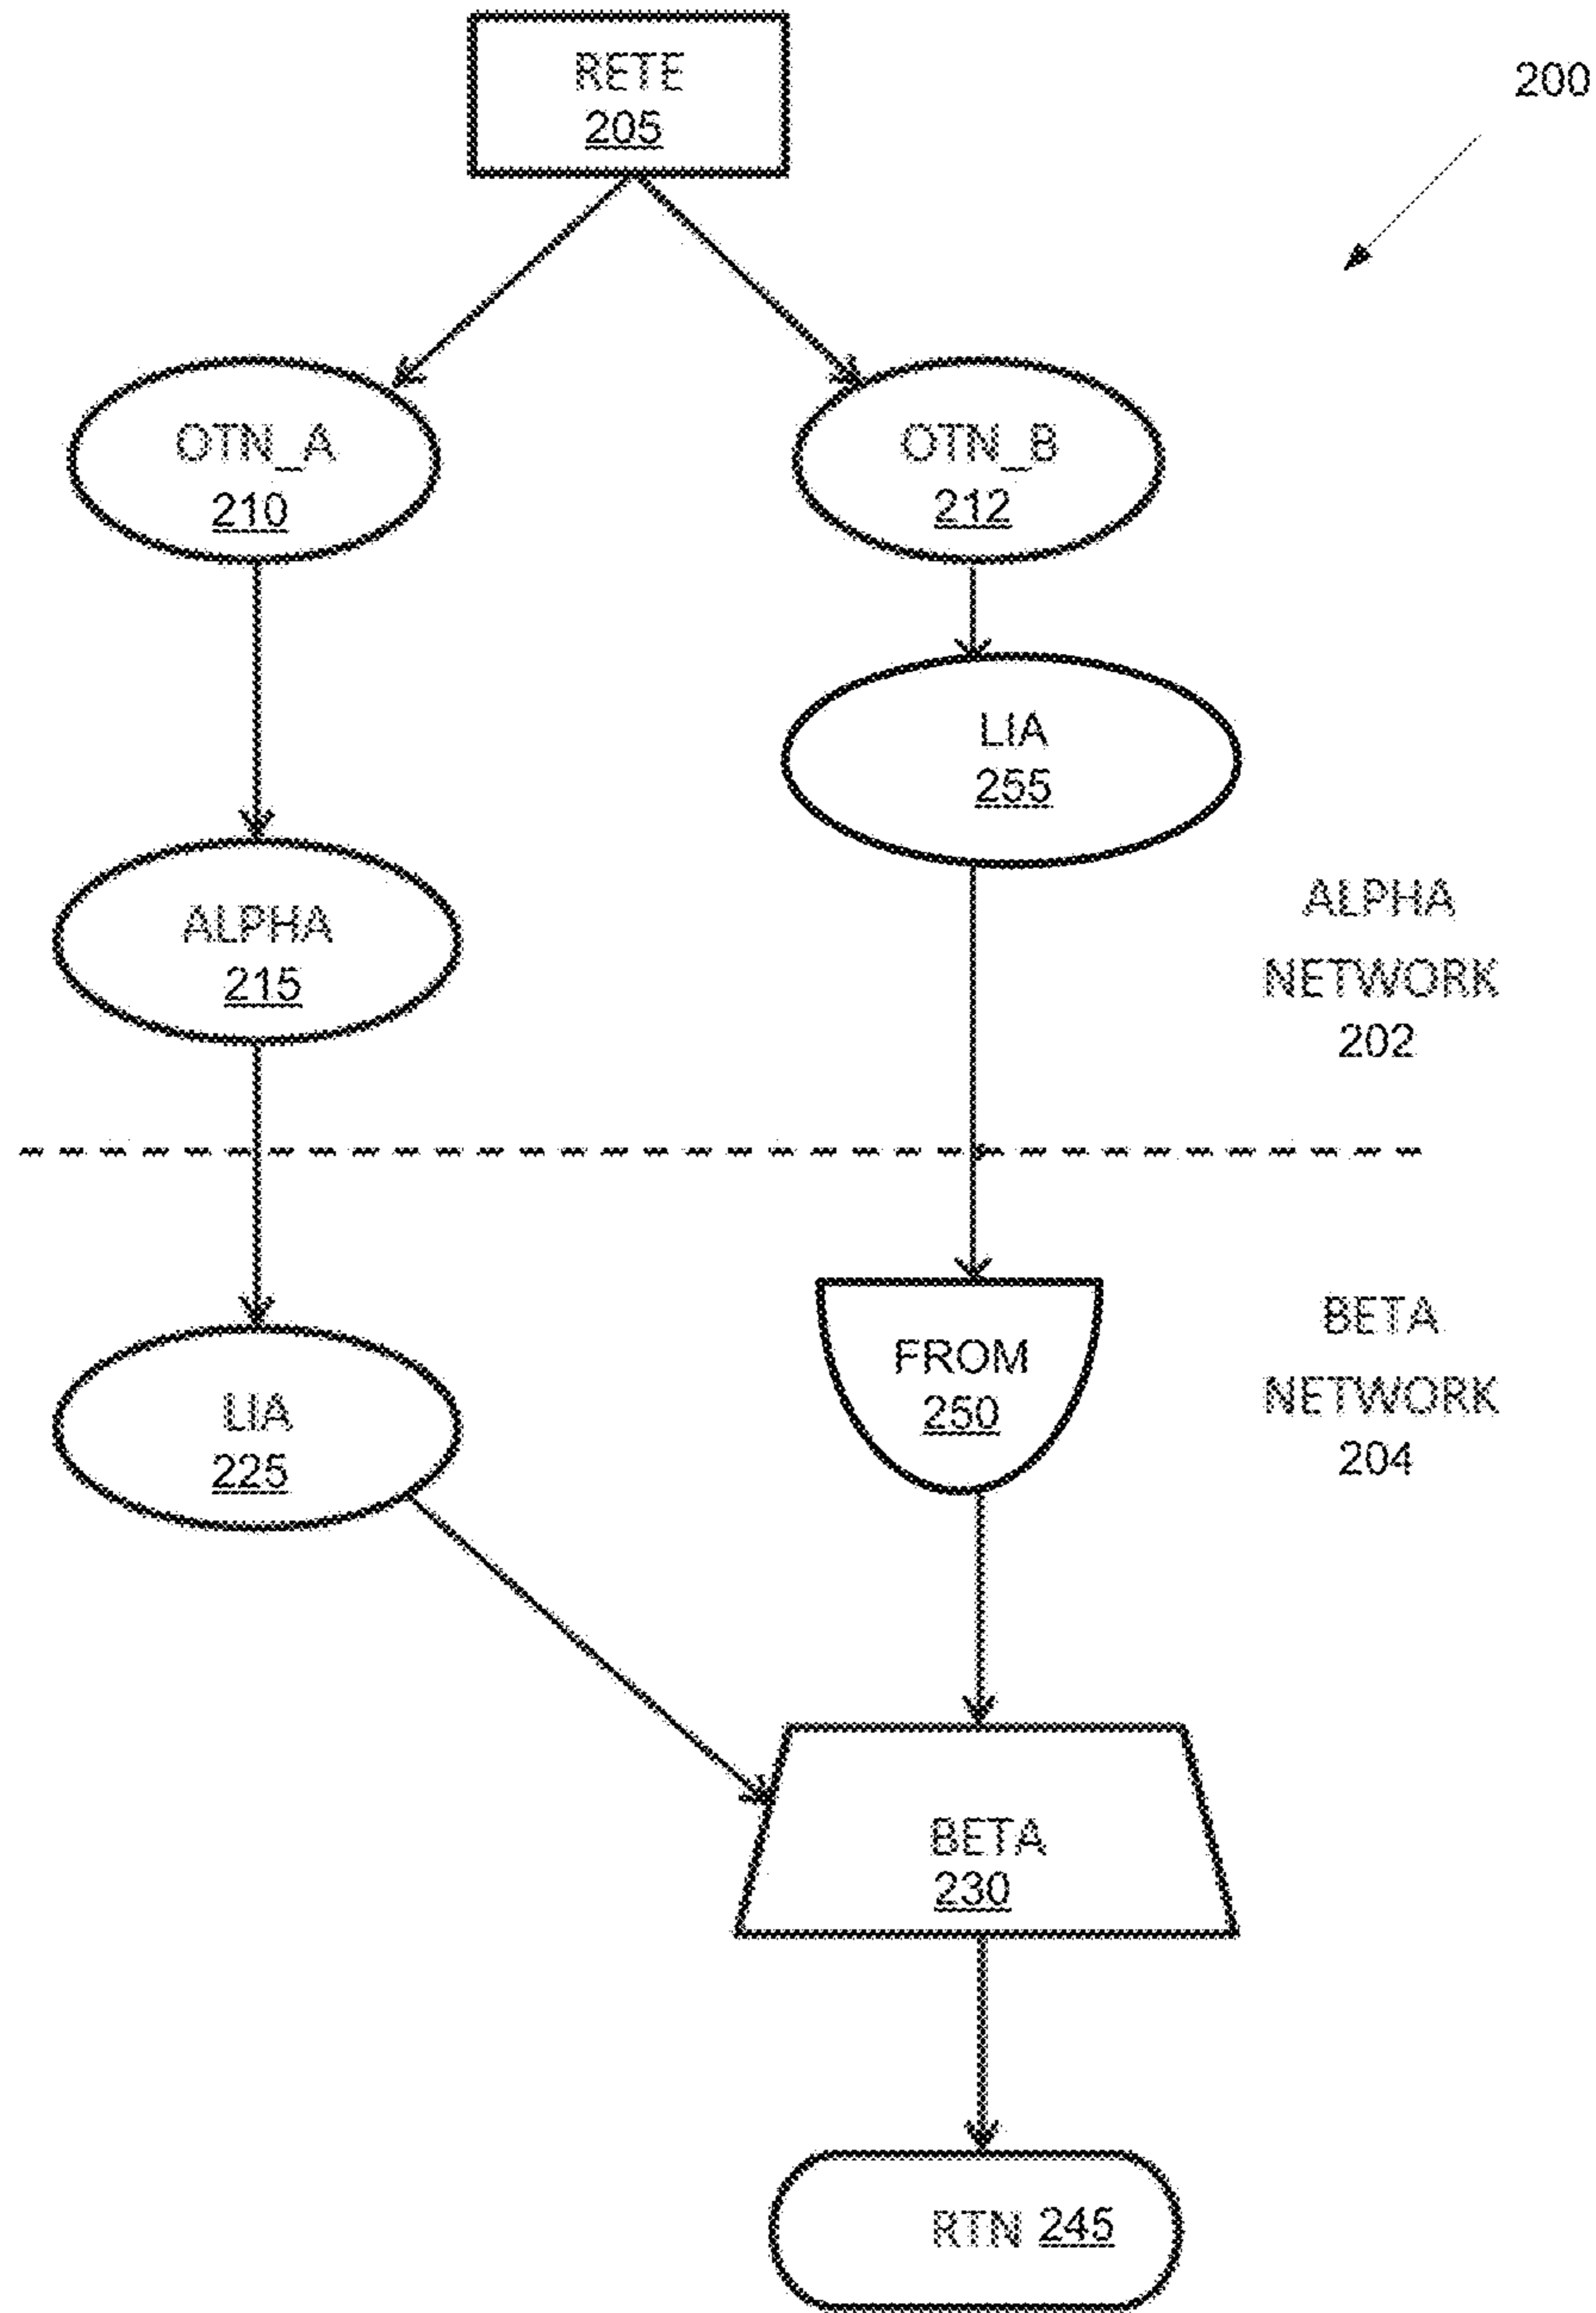 RETE
205
200
OTN_A
210
OTN_B
212
LIA
255
ALPHA
215
ALPHA
NETWORK
202
LIA
225
FROM
250
BETA
NETWORK
204
BETA
230
RTN 245